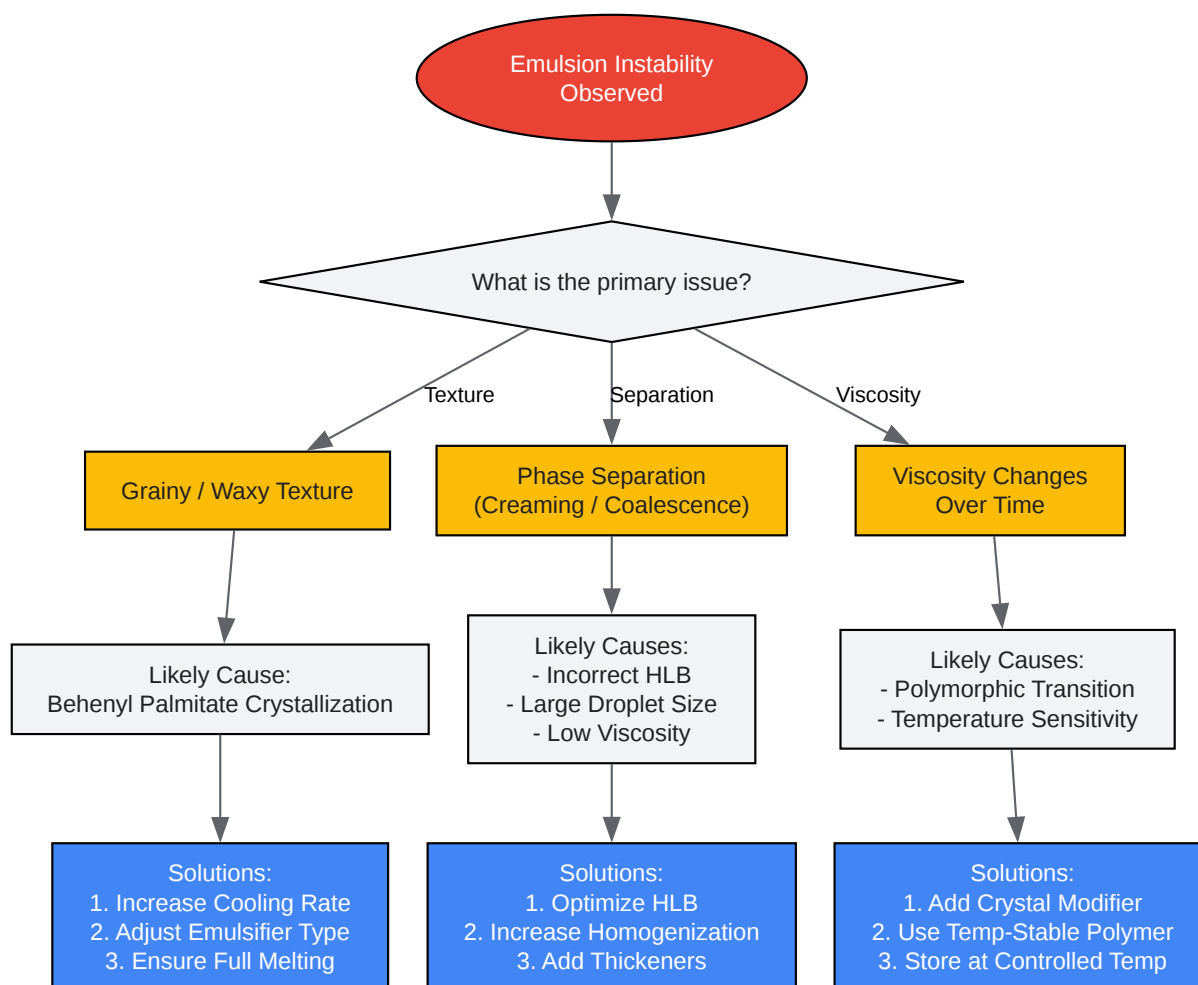 Emulsion Instability
Observed
What is the primary issue?
Texture
Separation
Viscosity
Grainy / Waxy Texture
Phase Separation
(Creaming / Coalescence)
Viscosity Changes
Over Time
Likely Cause:
Behenyl Palmitate Crystallization
Likely Causes:
- Incorrect HLB
- Large Droplet Size
- Low Viscosity
Likely Causes:
- Polymorphic Transition
- Temperature Sensitivity
Solutions:
1. Increase Cooling Rate
2. Adjust Emulsifier Type
3. Ensure Full Melting
Solutions:
1. Optimize HLB
2. Increase Homogenization
3. Add Thickeners
Solutions:
1. Add Crystal Modifier
2. Use Temp-Stable Polymer
3. Store at Controlled Temp